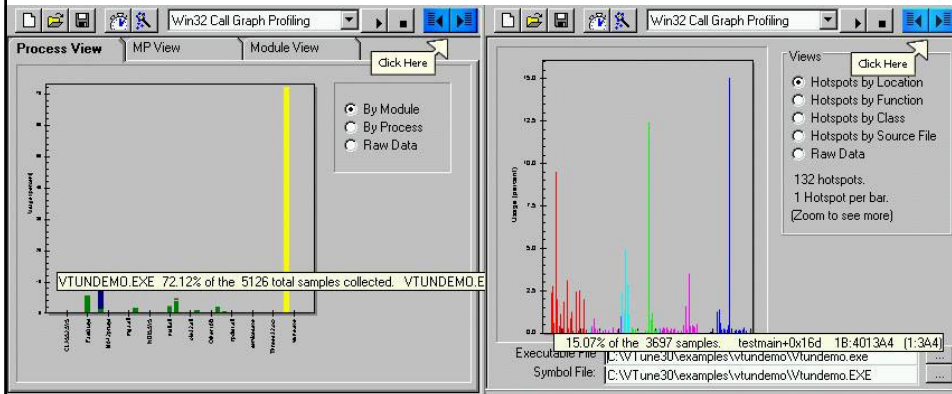 Win32 Call Graph Profiling
Process View
MP View
Module View
Click Here
By Module
By Process
Raw Data
VTUNDEMO.EXE 72.12% of the 5126 total samples collected. VTUNDEMO.E
Win32 Call Graph Profiling
Click Here
Views
Hotspots by Location
Hotspots by Function
Hotspots by Class
Hotspots by Source File
Raw Data
132 hotspots.
1 Hotspot per bar.
(Zoom to see more)
Usage (percent)
15.0
12.5
7.5
5.0
2.5
0.0
15.07% of the 3697 samples. testmain+0x16d 1B:4013A4 (1:3A4)
Executable File
C:\VTune30\examples\vtundemo\Vtundemo.exe
...
Symbol File:
C:\VTune30\examples\vtundemo\Vtundemo.EXE
...